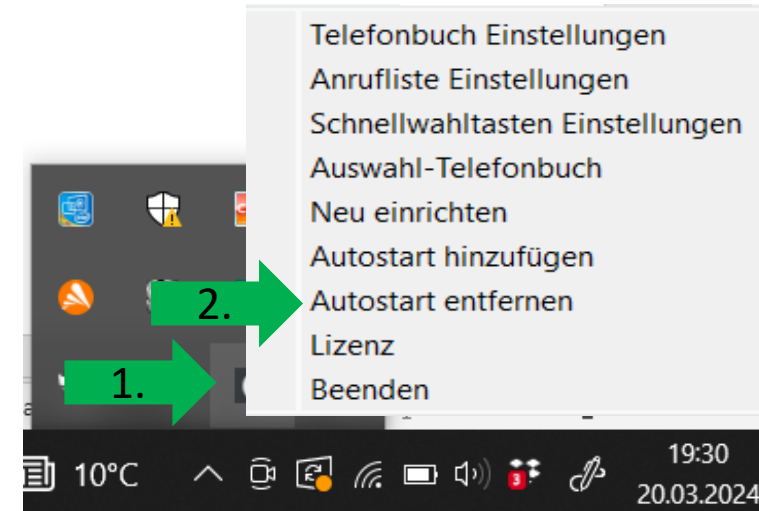 Telefonbuch Einstellungen
Anrufliste Einstellungen
Schnellwahltasten Einstellungen
Auswahl-Telefonbuch
Neu einrichten
Autostart hinzufügen
2. Autostart entfernen
Lizenz
1. Beenden
10°C 3 19:30
20.03.2024